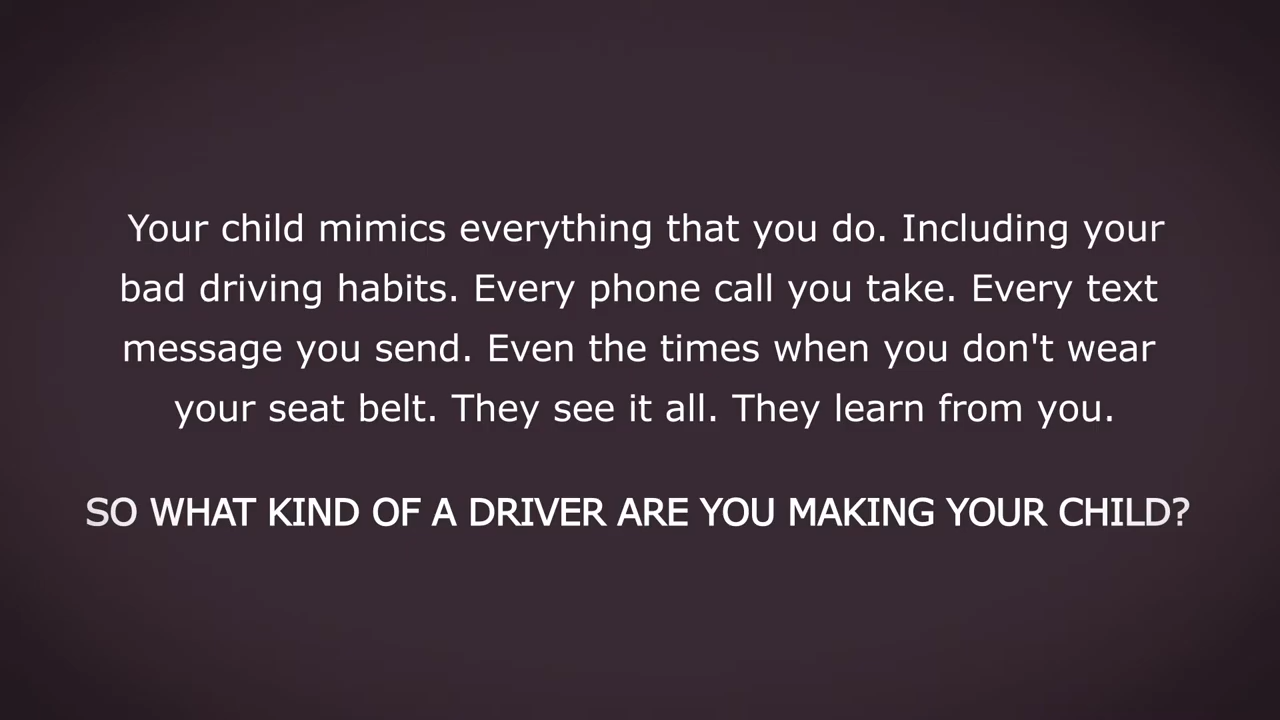 Your child mimics everything that you do. Including your
bad driving habits. Every phone call you take. Every text
message you send. Even the times when you don't wear
your seat belt. They see it all. They learn from you.
SO WHAT KIND OF A DRIVER ARE YOU MAKING YOUR CHILD?